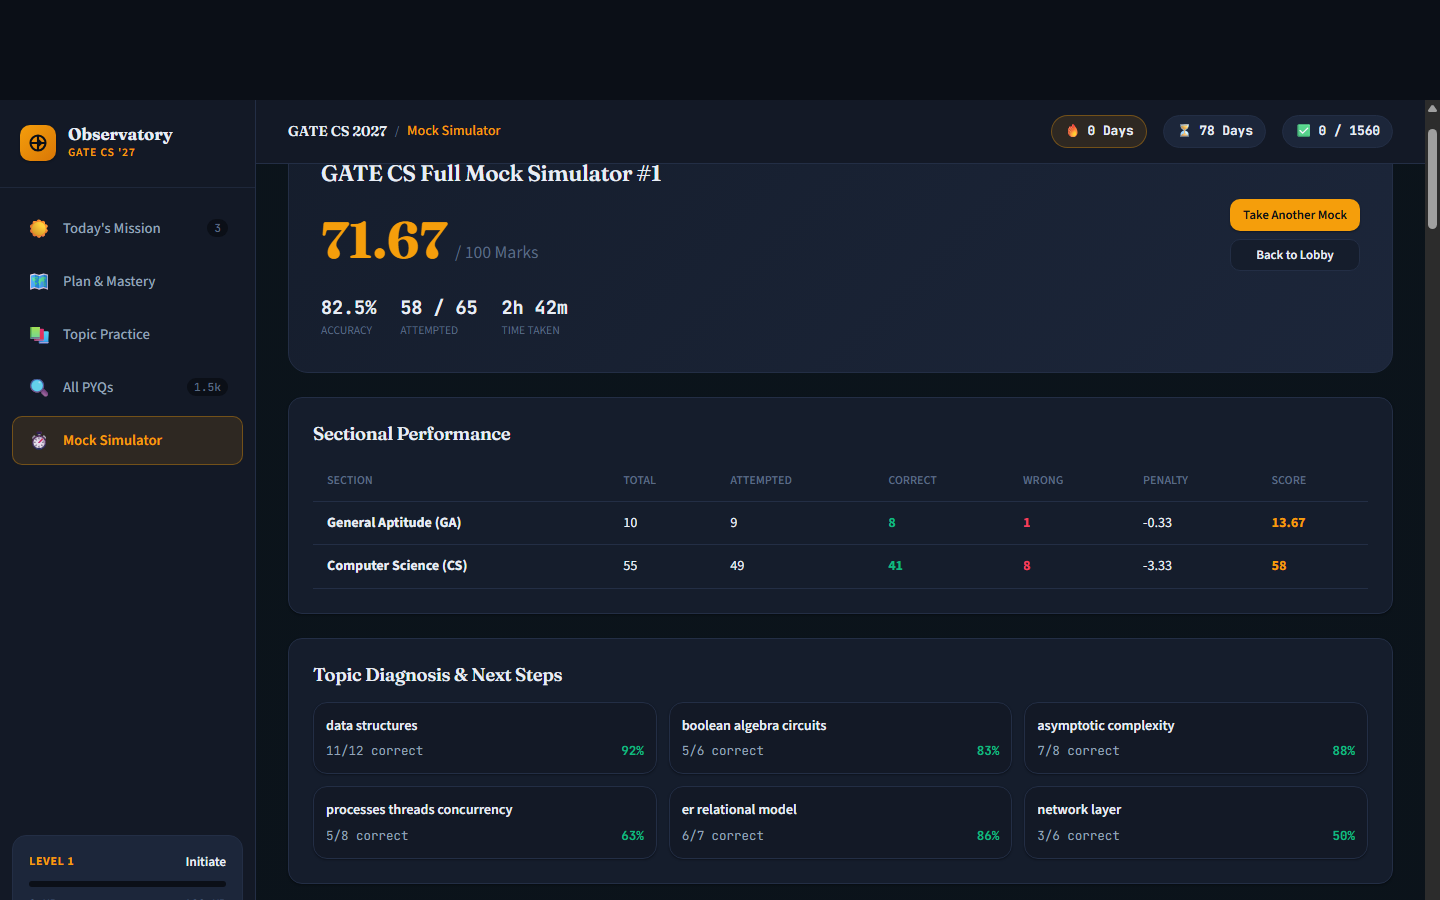 Observatory
GATE CS '27
GATE CS 2027 / Mock Simulator
0 Days
78 Days
0 / 1560
Today's Mission
3
Plan & Mastery
Topic Practice
All PYQs
1.5k
Mock Simulator
LEVEL 1
Initiate
GATE CS Full Mock Simulator #1
71.67 / 100 Marks
82.5%
ACCURACY
58 / 65
ATTEMPTED
2h 42m
TIME TAKEN
Take Another Mock
Back to Lobby
Sectional Performance
SECTION TOTAL ATTEMPTED CORRECT WRONG PENALTY SCORE
General Aptitude (GA) 10 9 8 1 -0.33 13.67
Computer Science (CS) 55 49 41 8 -3.33 58
Topic Diagnosis & Next Steps
data structures
11/12 correct 92%
boolean algebra circuits
5/6 correct 83%
asymptotic complexity
7/8 correct 88%
processes threads concurrency
5/8 correct 63%
er relational model
6/7 correct 86%
network layer
3/6 correct 50%